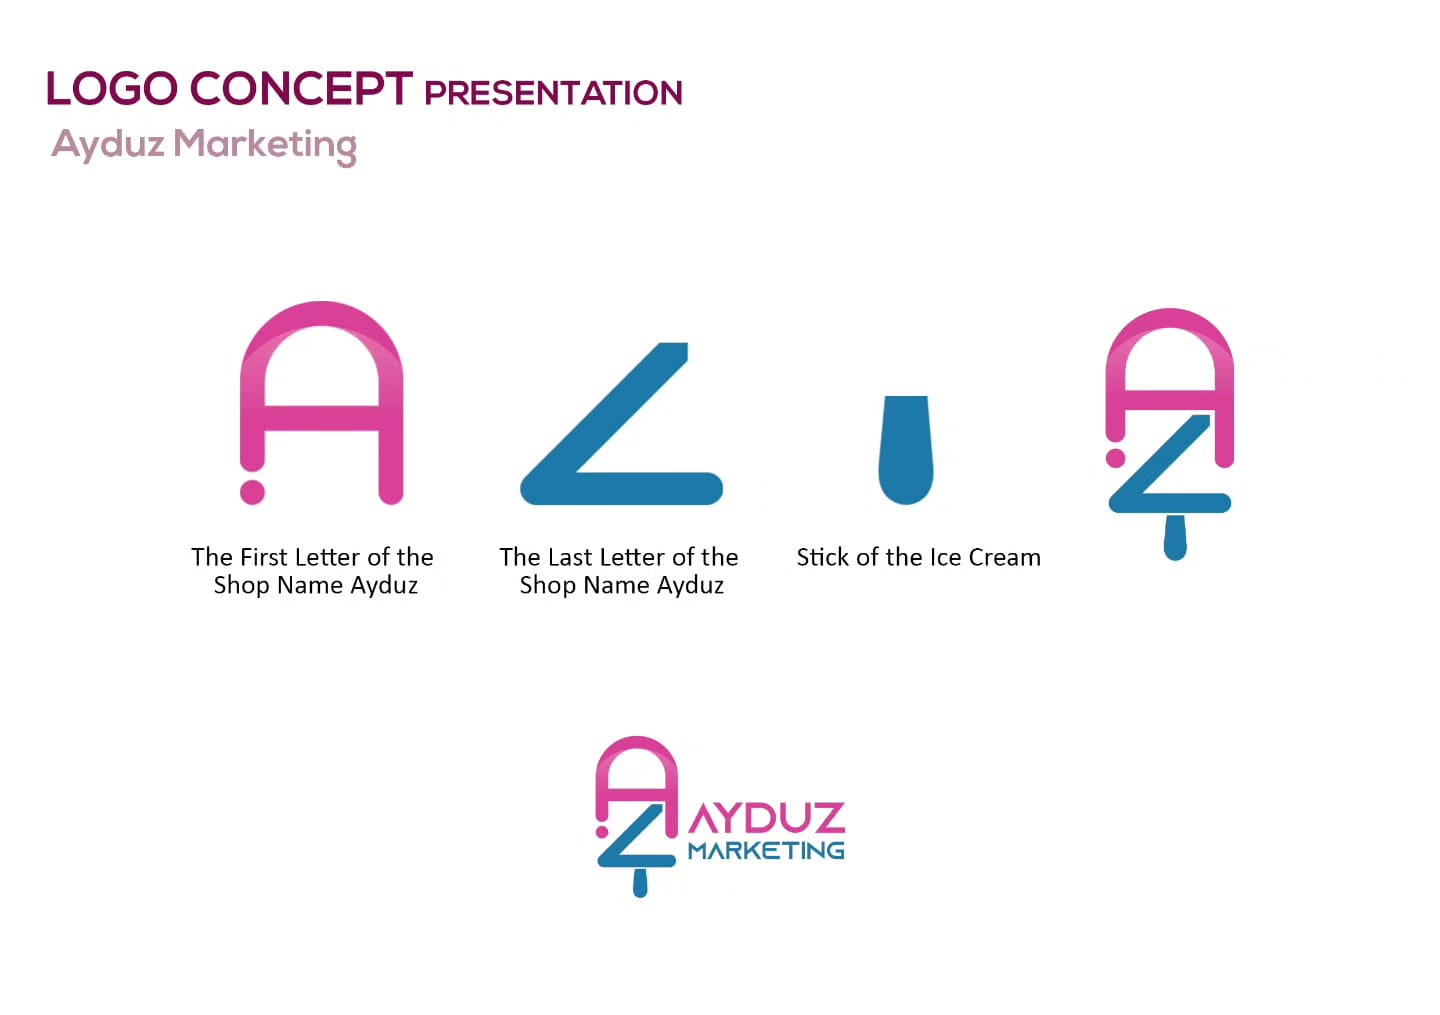 LOGO CONCEPT PRESENTATION
Ayduz Marketing
The First Letter of the
Shop Name Ayduz
The Last Letter of the
Shop Name Ayduz
Stick of the Ice Cream
AYDUZ
MARKETING